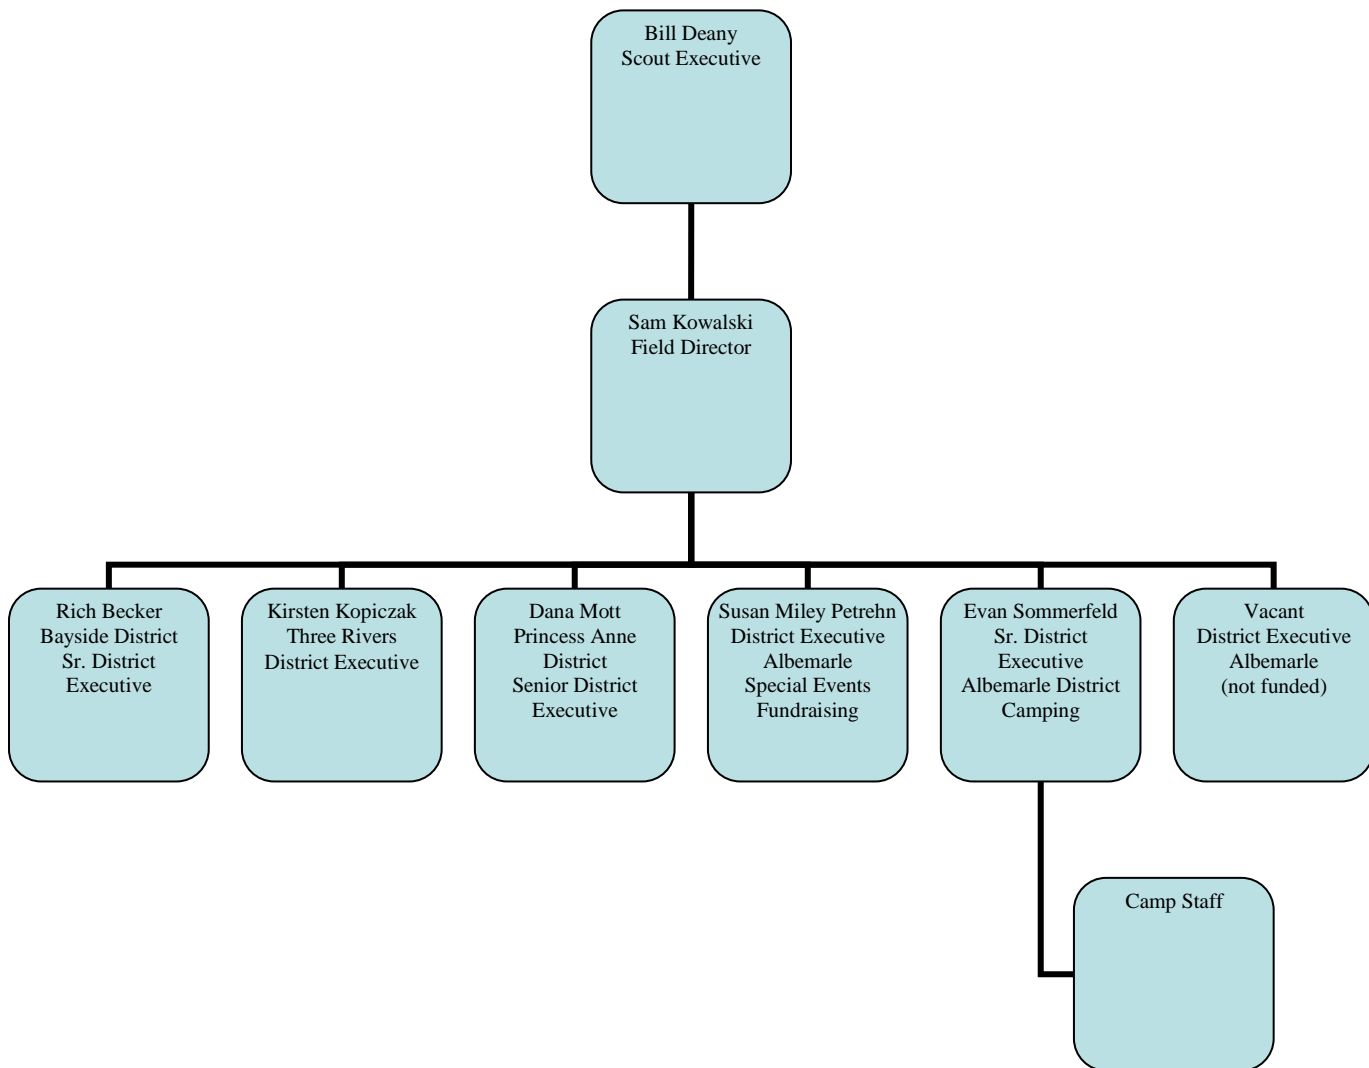 Bill Deany
Scout Executive
Sam Kowalski
Field Director
Rich Becker
Bayside District
Sr. District
Executive
Kirsten Kopiczak
Three Rivers
District Executive
Dana Mott
Princess Anne
District
Senior District
Executive
Susan Miley Petrehn
District Executive
Albemarle
Special Events
Fundraising
Evan Sommerfeld
Sr. District
Executive
Albemarle District
Camping
Vacant
District Executive
Albemarle
(not funded)
Camp Staff